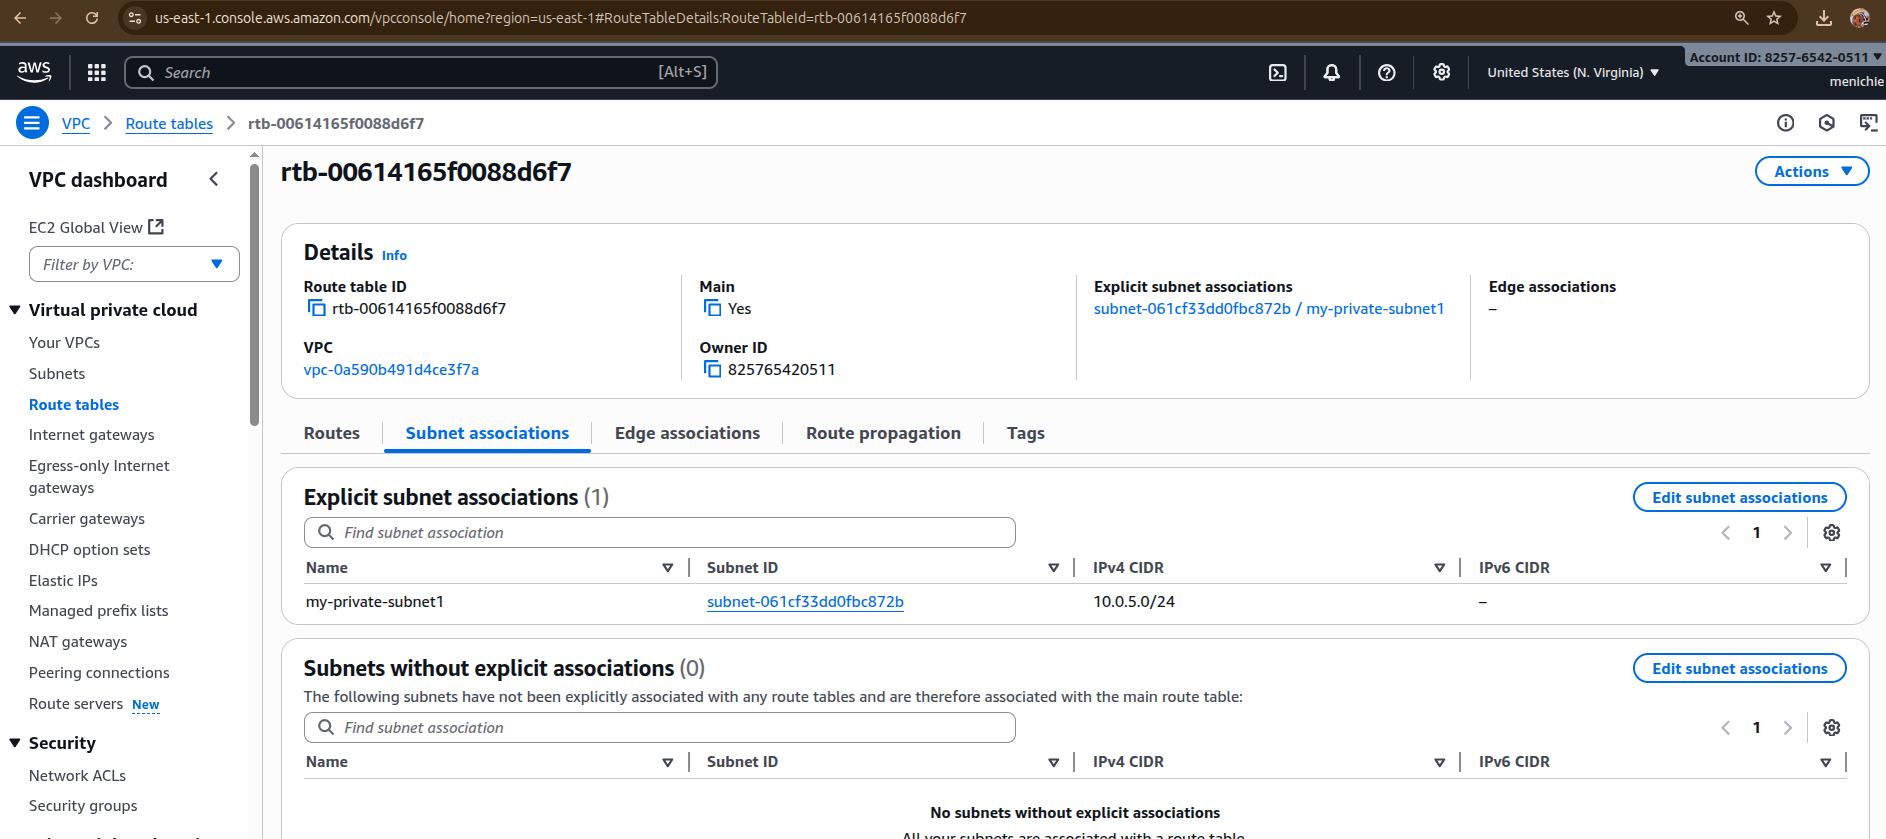 us-east-1.console.aws.amazon.com/vpcconsole/home?region=us-east-1#RouteTableDetails:RouteTableId=rtb-00614165f0088d6f7
aws
Search [Alt+S]
United States (N. Virginia)
Account ID: 8257-6542-0511
menichie
VPC
Route tables
rtb-00614165f0088d6f7
VPC dashboard
EC2 Global View
Filter by VPC:
Virtual private cloud
Your VPCs
Subnets
Route tables
Internet gateways
Egress-only Internet
gateways
Carrier gateways
DHCP option sets
Elastic IPs
Managed prefix lists
NAT gateways
Peering connections
Route servers New
Security
Network ACLs
Security groups
rtb-00614165f0088d6f7
Actions
Details Info
Route table ID
rtb-00614165f0088d6f7
Main
Yes
Explicit subnet associations
subnet-061cf33dd0fbc872b / my-private-subnet1
Edge associations
–
VPC
vpc-0a590b491d4ce3f7a
Owner ID
825765420511
Routes
Subnet associations
Edge associations
Route propagation
Tags
Explicit subnet associations (1)
Edit subnet associations
Find subnet association
1
Name Subnet ID IPv4 CIDR IPv6 CIDR
my-private-subnet1 subnet-061cf33dd0fbc872b 10.0.5.0/24 –
Subnets without explicit associations (0)
Edit subnet associations
The following subnets have not been explicitly associated with any route tables and are therefore associated with the main route table:
Find subnet association
1
Name Subnet ID IPv4 CIDR IPv6 CIDR
No subnets without explicit associations
All your subnets are associated with a route table